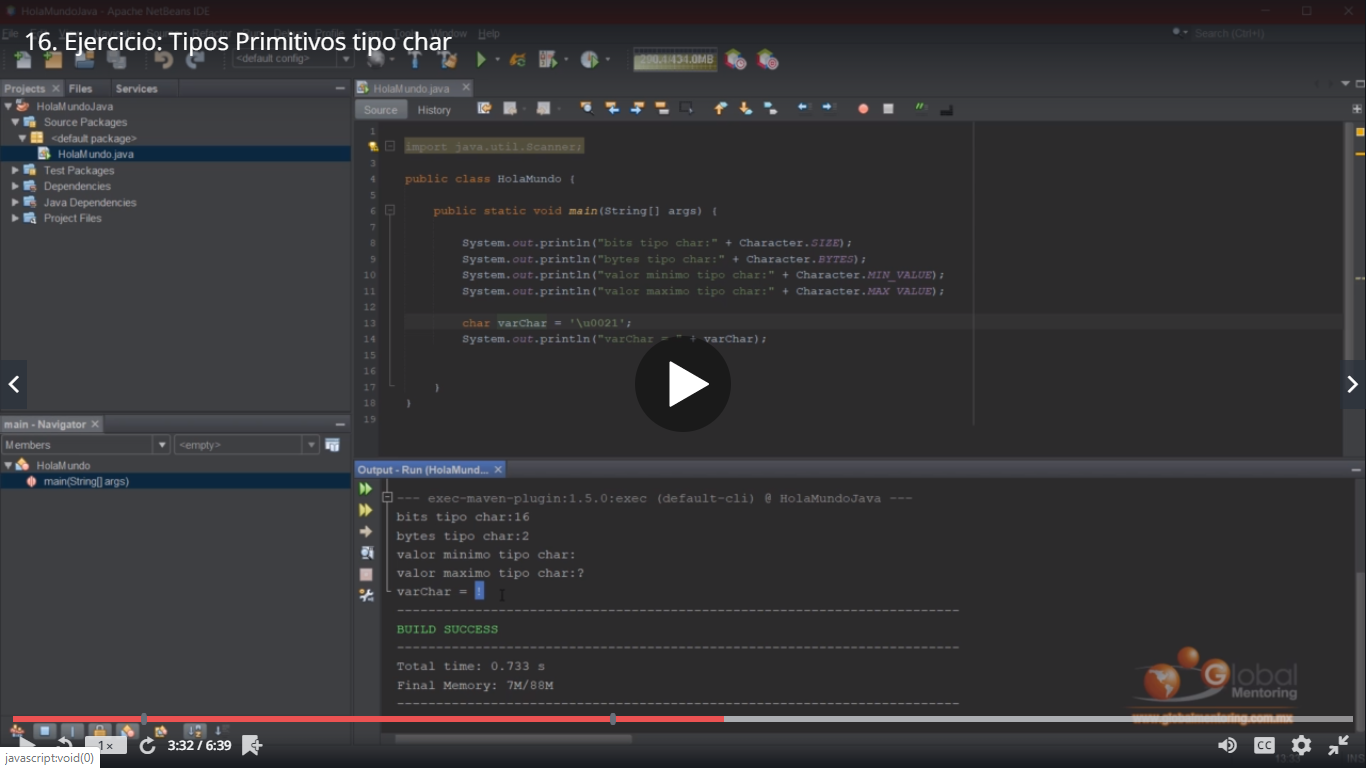 HolaMundoJava - Apache NetBeans IDE
16. Ejercicio: Tipos Primitivos tipo char
File
Window Help
Search (Ctrl+I)
<default config>
Projects Files Services
HolaMundoJava
Source Packages
<default package>
HolaMundo.java
Test Packages
Dependencies
Java Dependencies
Project Files
HolaMundo.java
Source History
1
import java.util.Scanner;
3
4 public class HolaMundo {
5
6 public static void main(String[] args) {
7
8 System.out.println("bits tipo char:" + Character.SIZE);
9 System.out.println("bytes tipo char:" + Character.BYTES);
10 System.out.println("valor minimo tipo char:" + Character.MIN_VALUE);
11 System.out.println("valor maximo tipo char:" + Character.MAX_VALUE);
12
13 char varChar = '\u0021';
14 System.out.println("varChar = " + varChar);
15
16
17 }
18 }
19
main - Navigator
Members <empty>
HolaMundo
main(String[] args)
Output - Run (HolaMund...
--- exec-maven-plugin:1.5.0:exec (default-cli) @ HolaMundoJava ---
bits tipo char:16
bytes tipo char:2
valor minimo tipo char:
valor maximo tipo char:?
varChar = !
------------------------------------------------------------------------
BUILD SUCCESS
------------------------------------------------------------------------
Total time: 0.733 s
Final Memory: 7M/88M
------------------------------------------------------------------------
Global
Mentoring
www.globalmentoring.com.mx
1x 3:32 / 6:39 CC
javascript:void(0)
13:33 INS